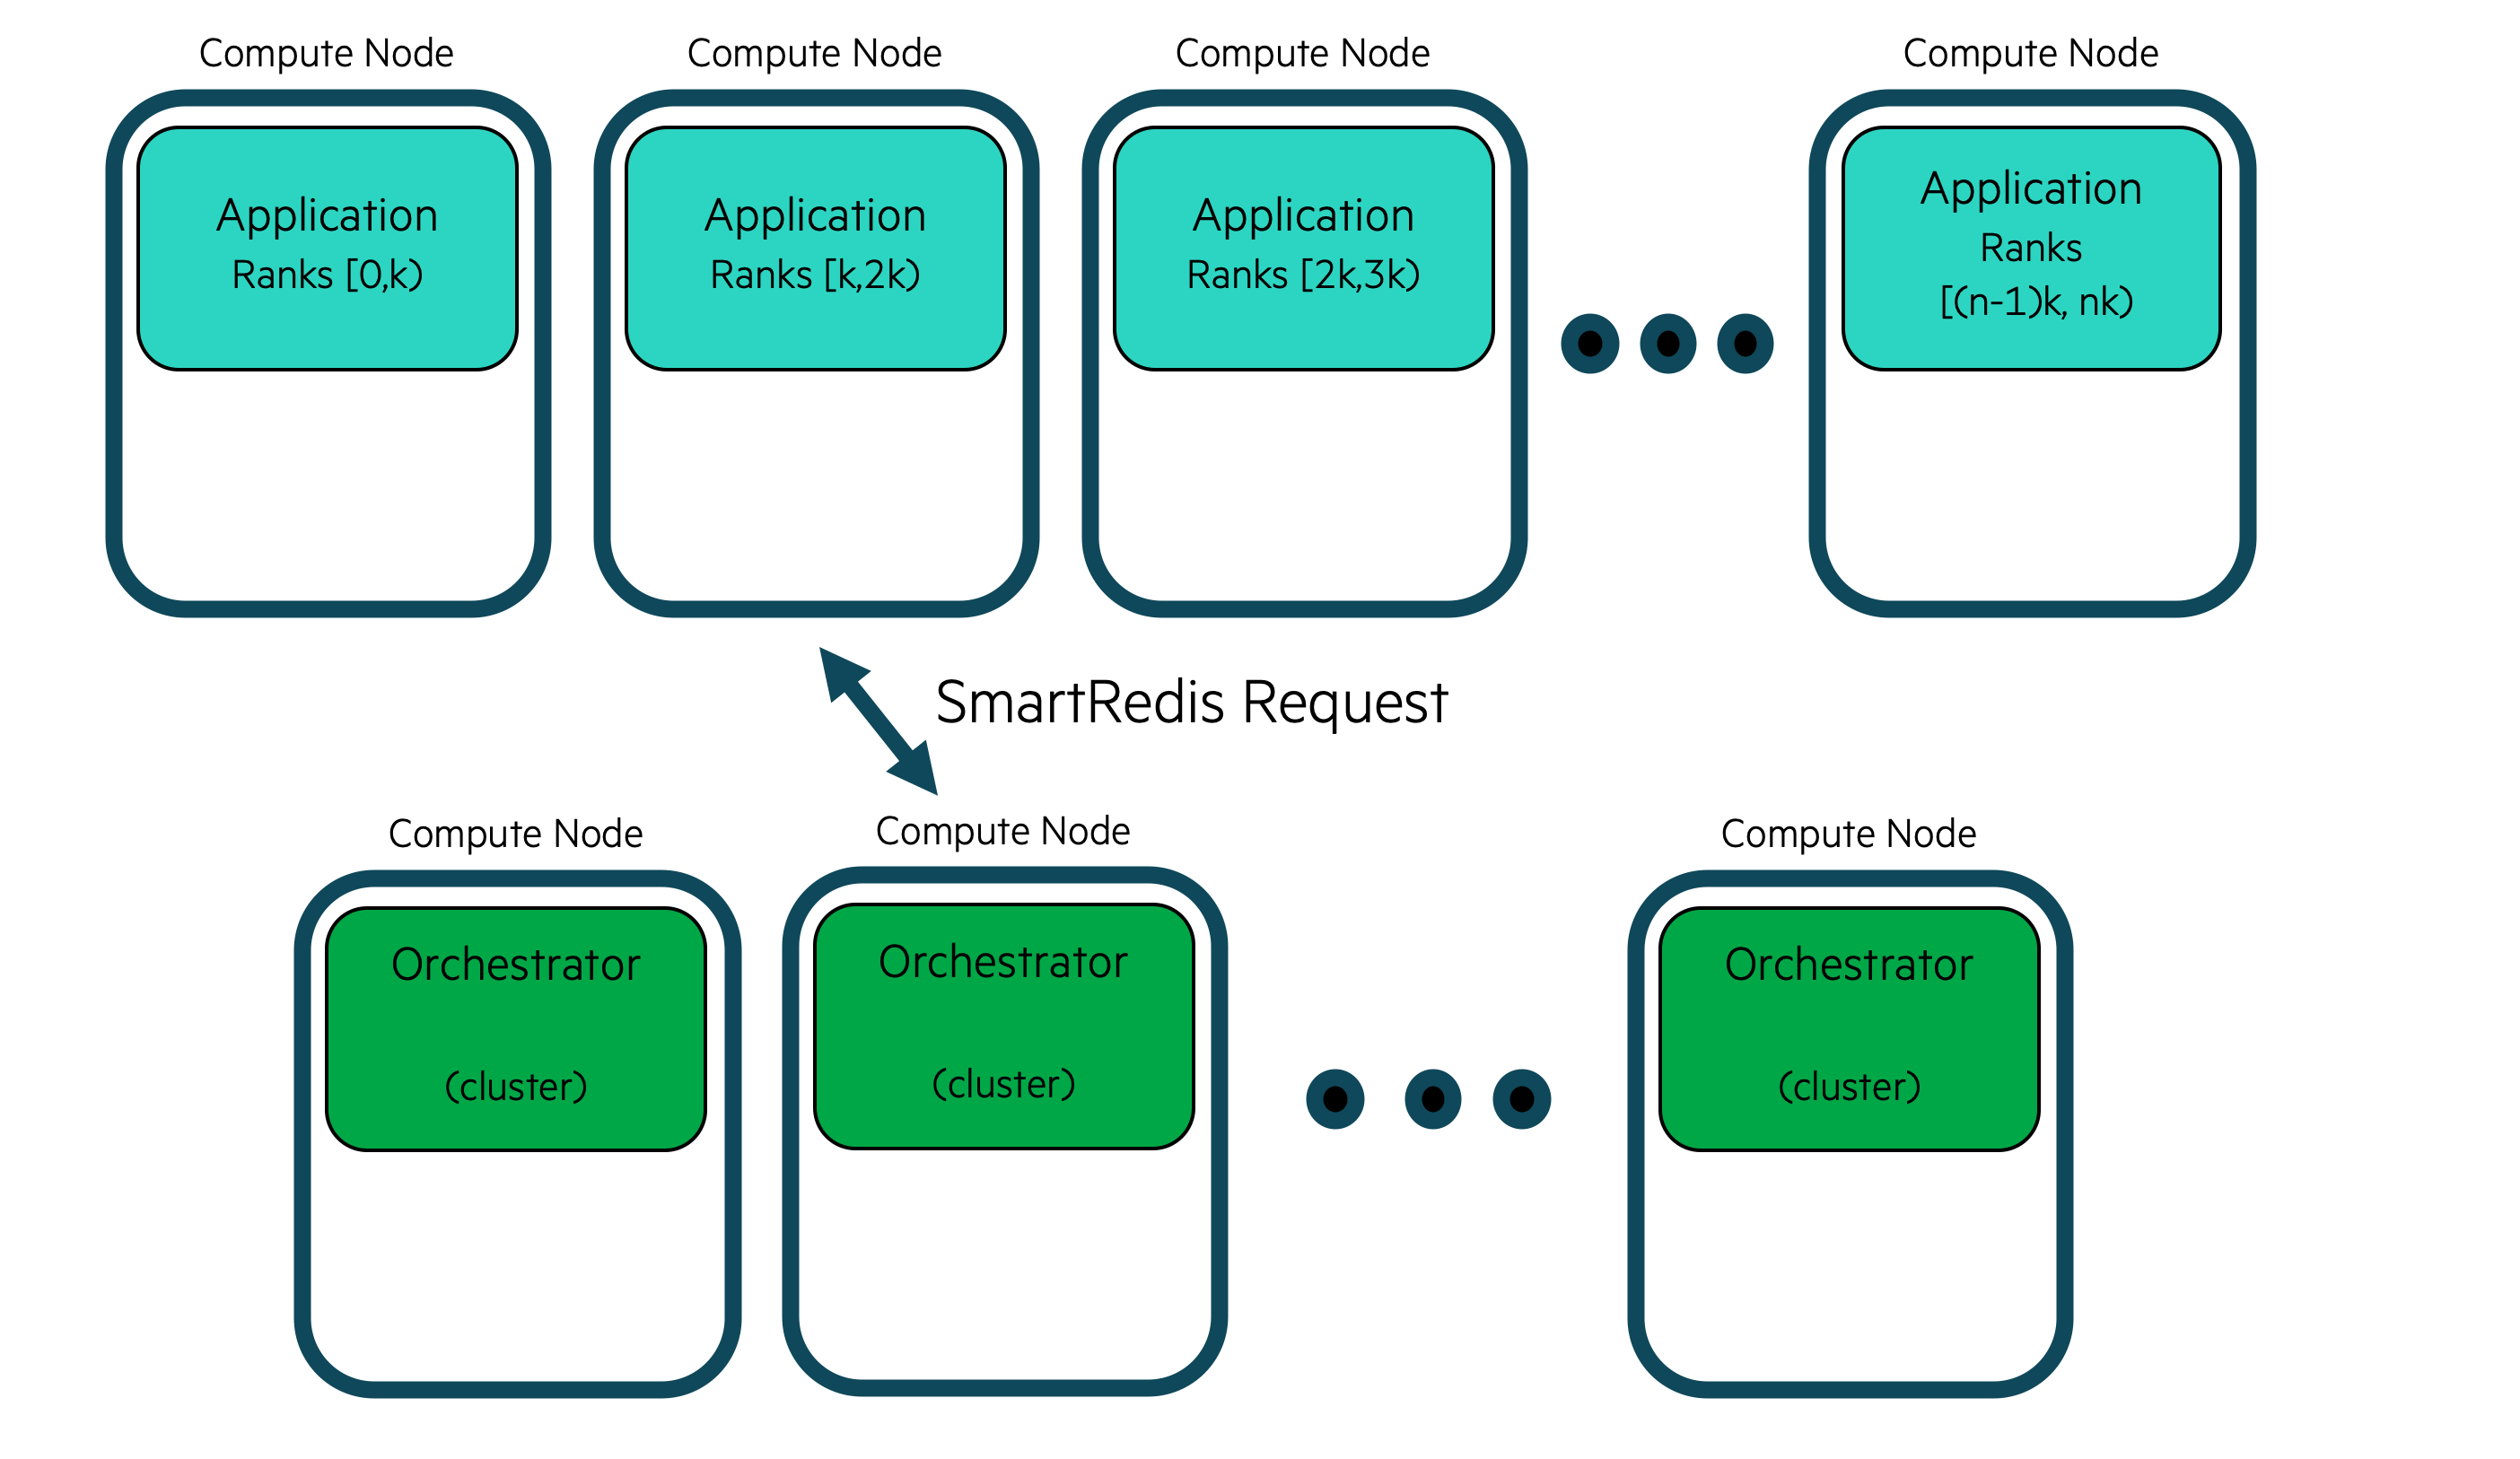 Compute Node
Compute Node
Compute Node
Compute Node
Application
Ranks [0,k)
Application
Ranks [k,2k)
Application
Ranks [2k,3k)
Application
Ranks
[(n-1)k, nk)
SmartRedis Request
Compute Node
Compute Node
Compute Node
Orchestrator
(cluster)
Orchestrator
(cluster)
Orchestrator
(cluster)